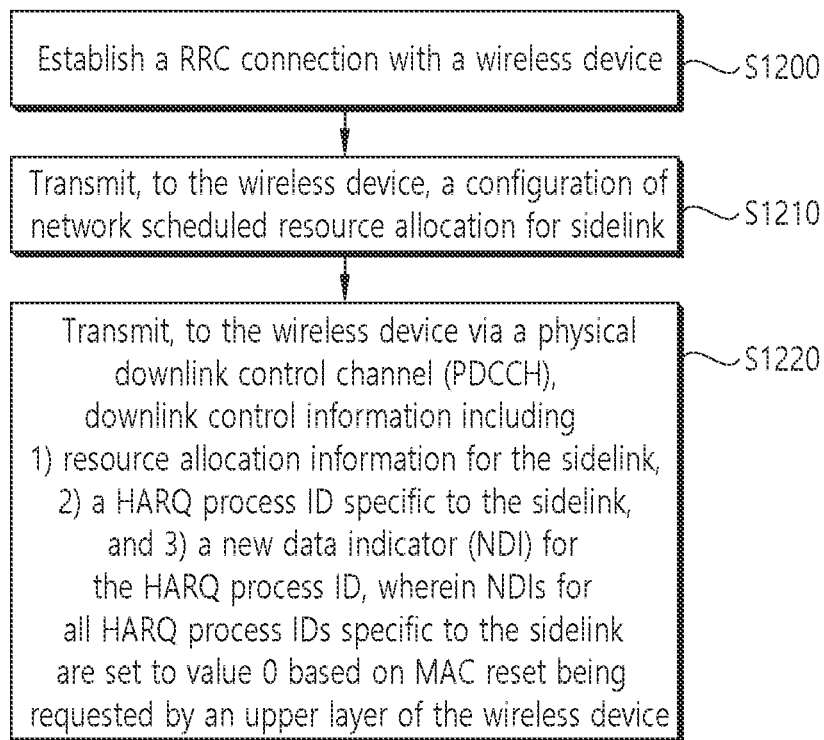 Establish a RRC connection with a wireless device
S1200
Transmit, to the wireless device, a configuration of
network scheduled resource allocation for sidelink
S1210
Transmit, to the wireless device via a physical
downlink control channel (PDCCH),
downlink control information including
1) resource allocation information for the sidelink,
2) a HARQ process ID specific to the sidelink,
and 3) a new data indicator (NDI) for
the HARQ process ID, wherein NDIs for
all HARQ process IDs specific to the sidelink
are set to value 0 based on MAC reset being
requested by an upper layer of the wireless device
S1220